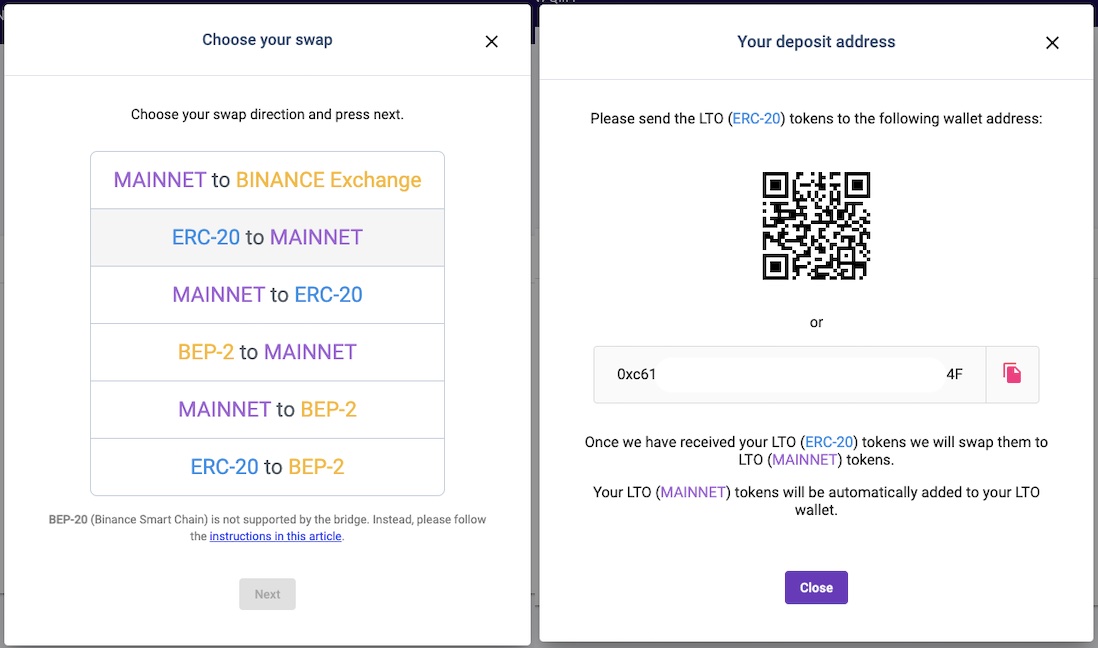 Choose your swap
Choose your swap direction and press next.
MAINNET to BINANCE Exchange
ERC-20 to MAINNET
MAINNET to ERC-20
BEP-2 to MAINNET
MAINNET to BEP-2
ERC-20 to BEP-2
BEP-20 (Binance Smart Chain) is not supported by the bridge. Instead, please follow
the instructions in this article.
Next
Your deposit address
Please send the LTO (ERC-20) tokens to the following wallet address:
or
0xc61 4F
Once we have received your LTO (ERC-20) tokens we will swap them to
LTO (MAINNET) tokens.
Your LTO (MAINNET) tokens will be automatically added to your LTO
wallet.
Close